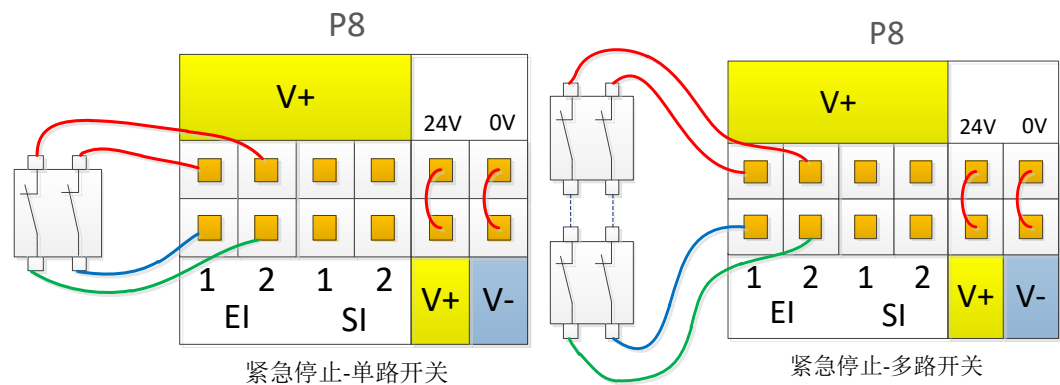 P8
V+
24V 0V
1 2 1 2
EI SI
V+ V-
紧急停止-单路开关
P8
V+
24V 0V
1 2 1 2
EI SI
V+ V-
紧急停止-多路开关